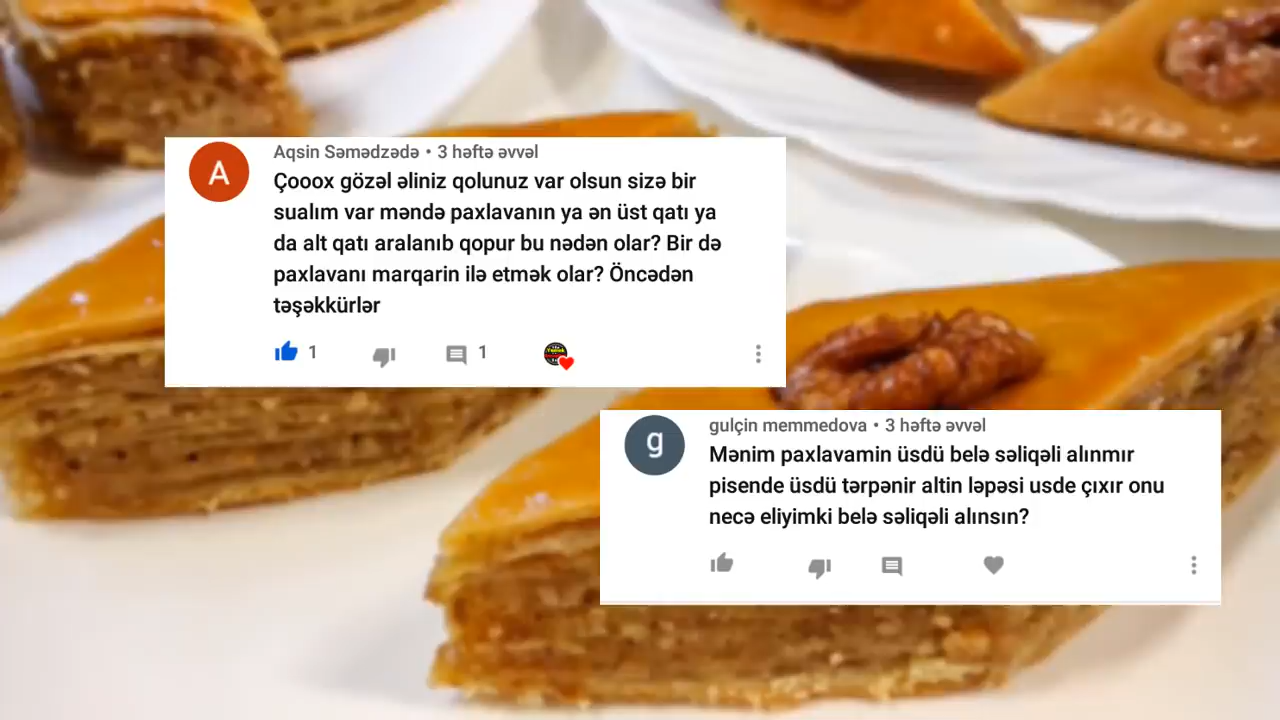 A
Aqsin Səmədzədə • 3 həftə əvvəl
Çooox gözəl əliniz qolunuz var olsun sizə bir
sualım var məndə paxlavanın ya ən üst qatı ya
da alt qatı aralanıb qopur bu nədən olar? Bir də
paxlavanı marqarin ilə etmək olar? Öncədən
təşəkkürlər
1
1
g
gulçin memmedova • 3 həftə əvvəl
Mənim paxlavamin üsdü belə səliqəli alınmır
pisende üsdü tərpənir altin ləpəsi usde çıxır onu
necə eliyimki belə səliqəli alınsın?